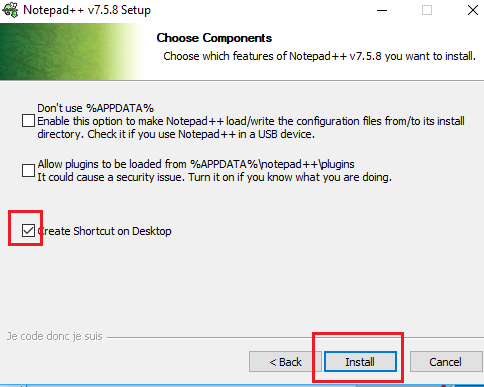 Notepad++ v7.5.8 Setup
Choose Components
Choose which features of Notepad++ v7.5.8 you want to install.
Don't use %APPDATA%
Enable this option to make Notepad++ load/write the configuration files from/to its install
directory. Check it if you use Notepad++ in a USB device.
Allow plugins to be loaded from %APPDATA%\notepad++\plugins
It could cause a security issue. Turn it on if you know what you are doing.
Create Shortcut on Desktop
Je code donc je suis
< Back Install Cancel